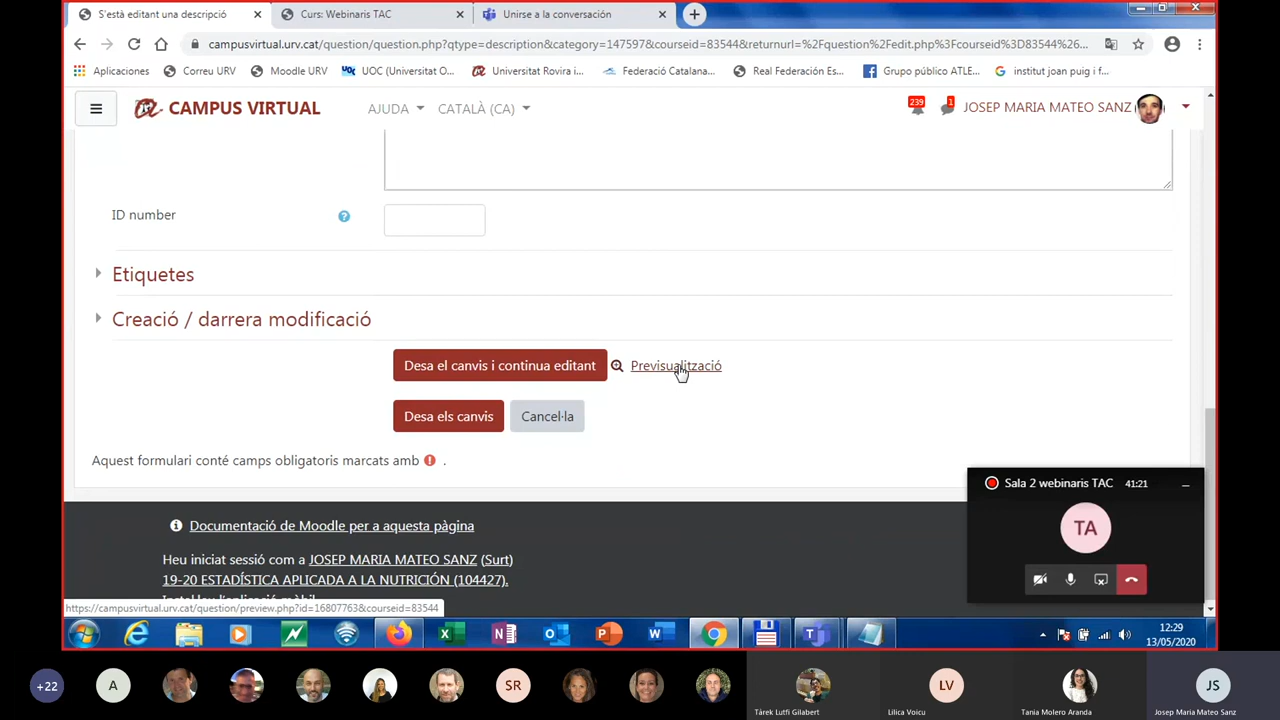 S'està editant una descripció
Curs: Webinaris TAC
Unirse a la conversación
campusvirtual.urv.cat/question/question.php?qtype=description&category=147597&courseid=83544&returnurl=%2Fquestion%2Fedit.php%3Fcourseid%3D83544%2...
Aplicaciones
Correu URV
Moodle URV
UOC (Universitat O...
Universitat Rovira i...
Federació Catalana...
Real Federación Es...
Grupo público ATLE...
institut joan puig i f...
CAMPUS VIRTUAL
AJUDA
CATALÀ (CA)
239
1
JOSEP MARIA MATEO SANZ
ID number
Etiquetes
Creació / darrera modificació
Desa el canvis i continua editant
Previsualització
Desa els canvis
Cancel·la
Aquest formulari conté camps obligatoris marcats amb .
Sala 2 webinaris TAC
41:21
TA
Documentació de Moodle per a aquesta pàgina
Heu iniciat sessió com a JOSEP MARIA MATEO SANZ (Surt)
19-20 ESTADÍSTICA APLICADA A LA NUTRICIÓN (104427).
https://campusvirtual.urv.cat/question/preview.php?id=16807763&courseid=83544
12:29
13/05/2020
+22
A
SR
LV
JS
Tárek Lutfi Gilabert
Lilica Voicu
Tania Molero Aranda
Josep Maria Mateo Sanz